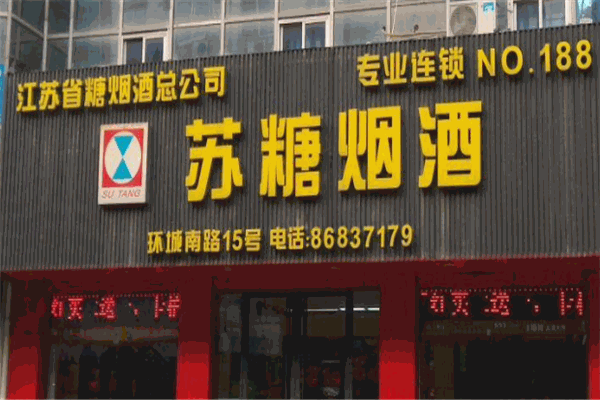 江苏省糖烟酒总公司
专业连锁 NO.188
苏糖烟酒
SU TANG
环城南路15号 电话:86837179